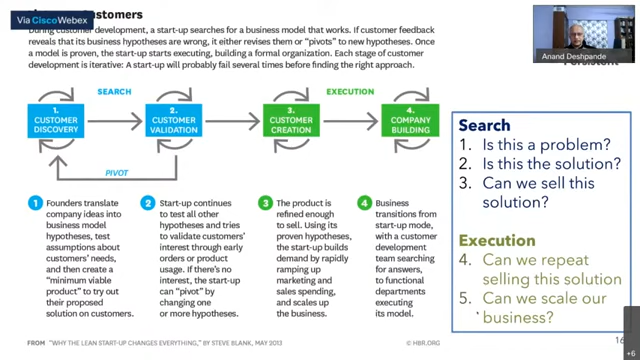 Via Cisco Webex
Customers
During customer development, a start-up searches for a business model that works. If customer feedback
reveals that its business hypotheses are wrong, it either revises them or "pivots" to new hypotheses. Once
a model is proven, the start-up starts executing, building a formal organization. Each stage of customer
development is iterative: A start-up will probably fail several times before finding the right approach.
Anand Deshpande
Persistent
SEARCH
EXECUTION
1.
CUSTOMER
DISCOVERY
2.
CUSTOMER
VALIDATION
3.
CUSTOMER
CREATION
4.
COMPANY
BUILDING
PIVOT
1 Founders translate
company ideas into
business model
hypotheses, test
assumptions about
customers' needs, and
then create a
"minimum viable
product" to try out
their proposed
solution on customers.
2 Start-up continues
to test all other
hypotheses and tries
to validate customers'
interest through early
orders or product
usage. If there's no
interest, the start-up
can "pivot" by
changing one
or more hypotheses.
3 The product is
refined enough
to sell. Using its
proven hypotheses,
the start-up builds
demand by rapidly
ramping up
marketing and
sales spending,
and scales up
the business.
4 Business
transitions from
start-up mode,
with a customer
development
team searching
for answers,
to functional
departments
executing
its model.
Search
1. Is this a problem?
2. Is this the solution?
3. Can we sell this
solution?
Execution
4. Can we repeat
selling this solution
5. Can we scale our
business?
FROM "WHY THE LEAN START-UP CHANGES EVERYTHING," BY STEVE BLANK, MAY 2013
© HBR.ORG
16
+6